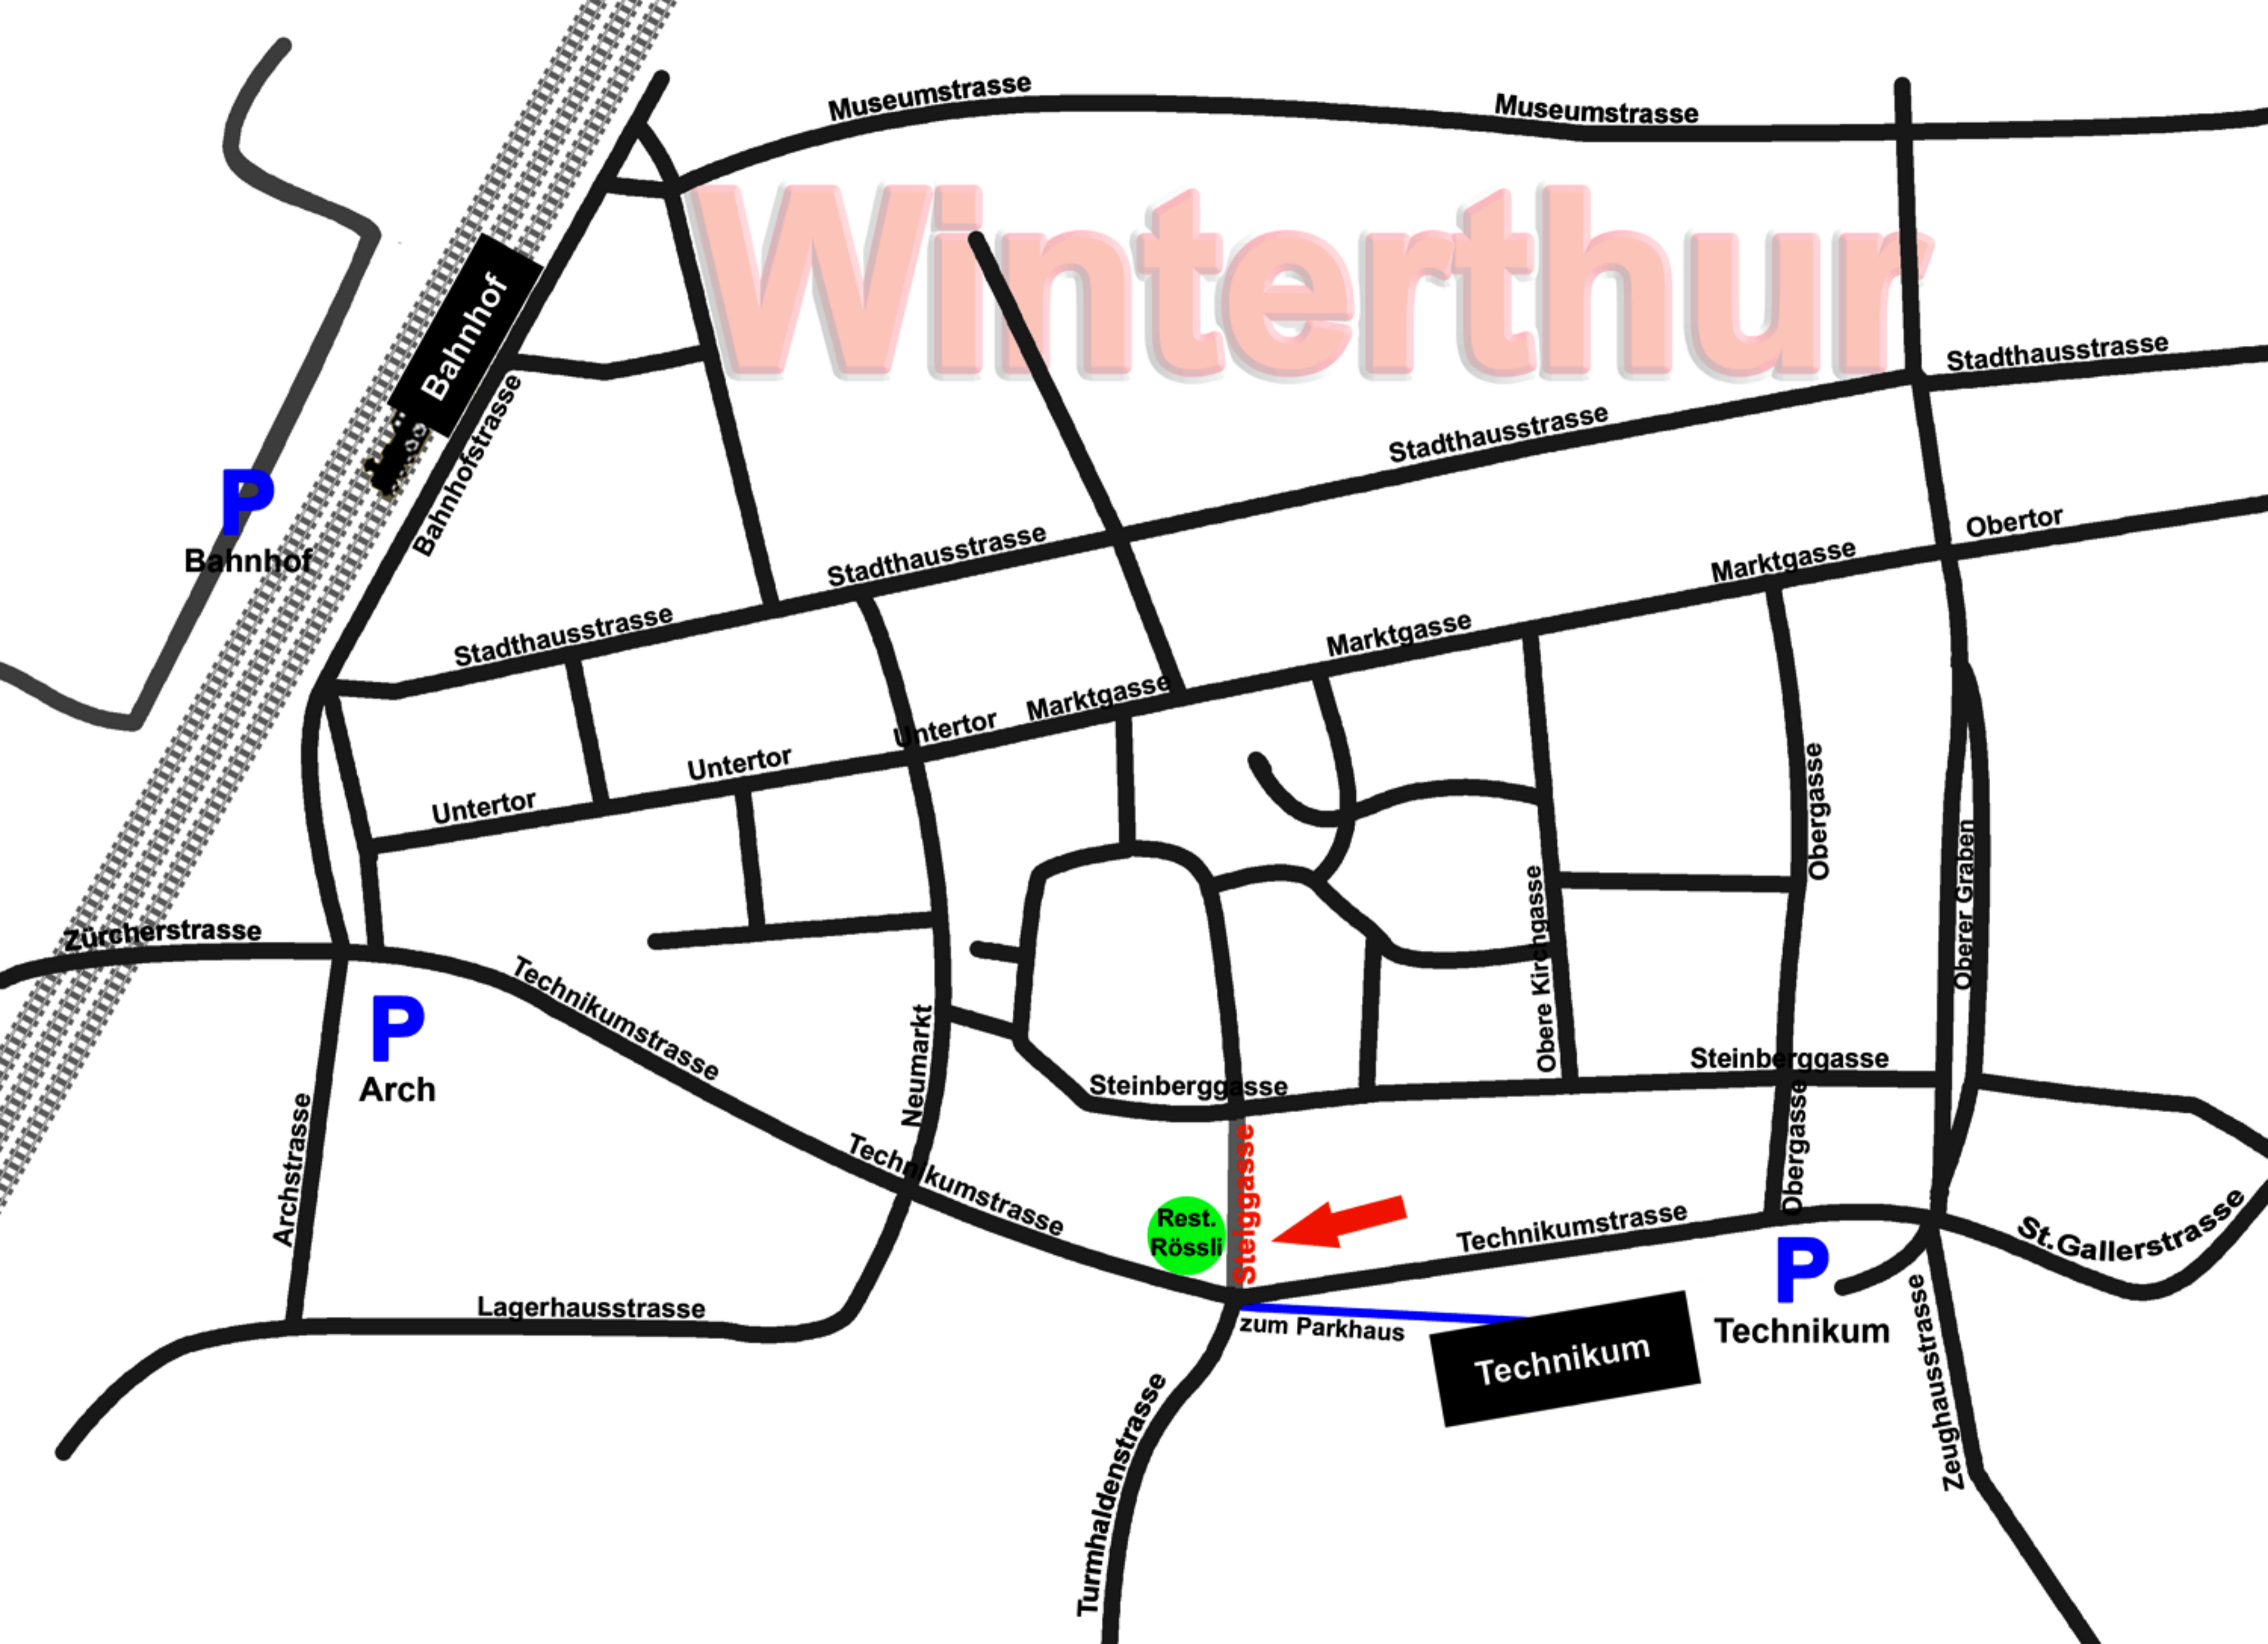 Museumstrasse
Museumstrasse
Winterthur
Bahnhof
Bahnhofstrasse
Stadthausstrasse
Stadthausstrasse
Stadthausstrasse
Stadthausstrasse
P
Bahnhof
Obertor
Marktgasse
Marktgasse
Marktgasse
Untertor
Untertor
Untertor
Obergasse
Oberer Graben
Obere Kirchgasse
Zürcherstrasse
Technikumstrasse
P
Arch
Neumarkt
Steinberggasse
Steinberggasse
Archstrasse
Technikumstrasse
Steiggasse
Obergasse
Rest.
Rössli
Technikumstrasse
St.Gallerstrasse
P
Technikum
Lagerhausstrasse
zum Parkhaus
Technikum
Zeughausstrasse
Turmhaldenstrasse